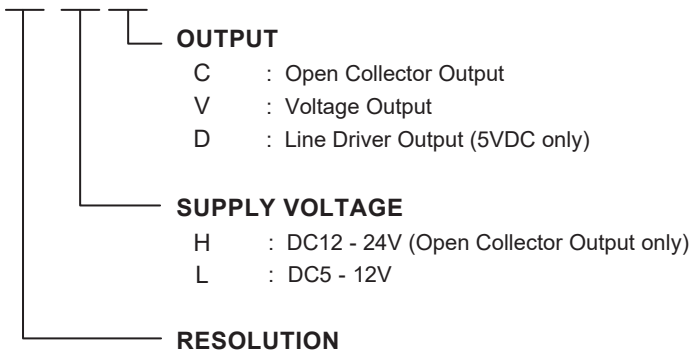 OUTPUT
C : Open Collector Output
V : Voltage Output
D : Line Driver Output (5VDC only)
SUPPLY VOLTAGE
H : DC12 - 24V (Open Collector Output only)
L : DC5 - 12V
RESOLUTION